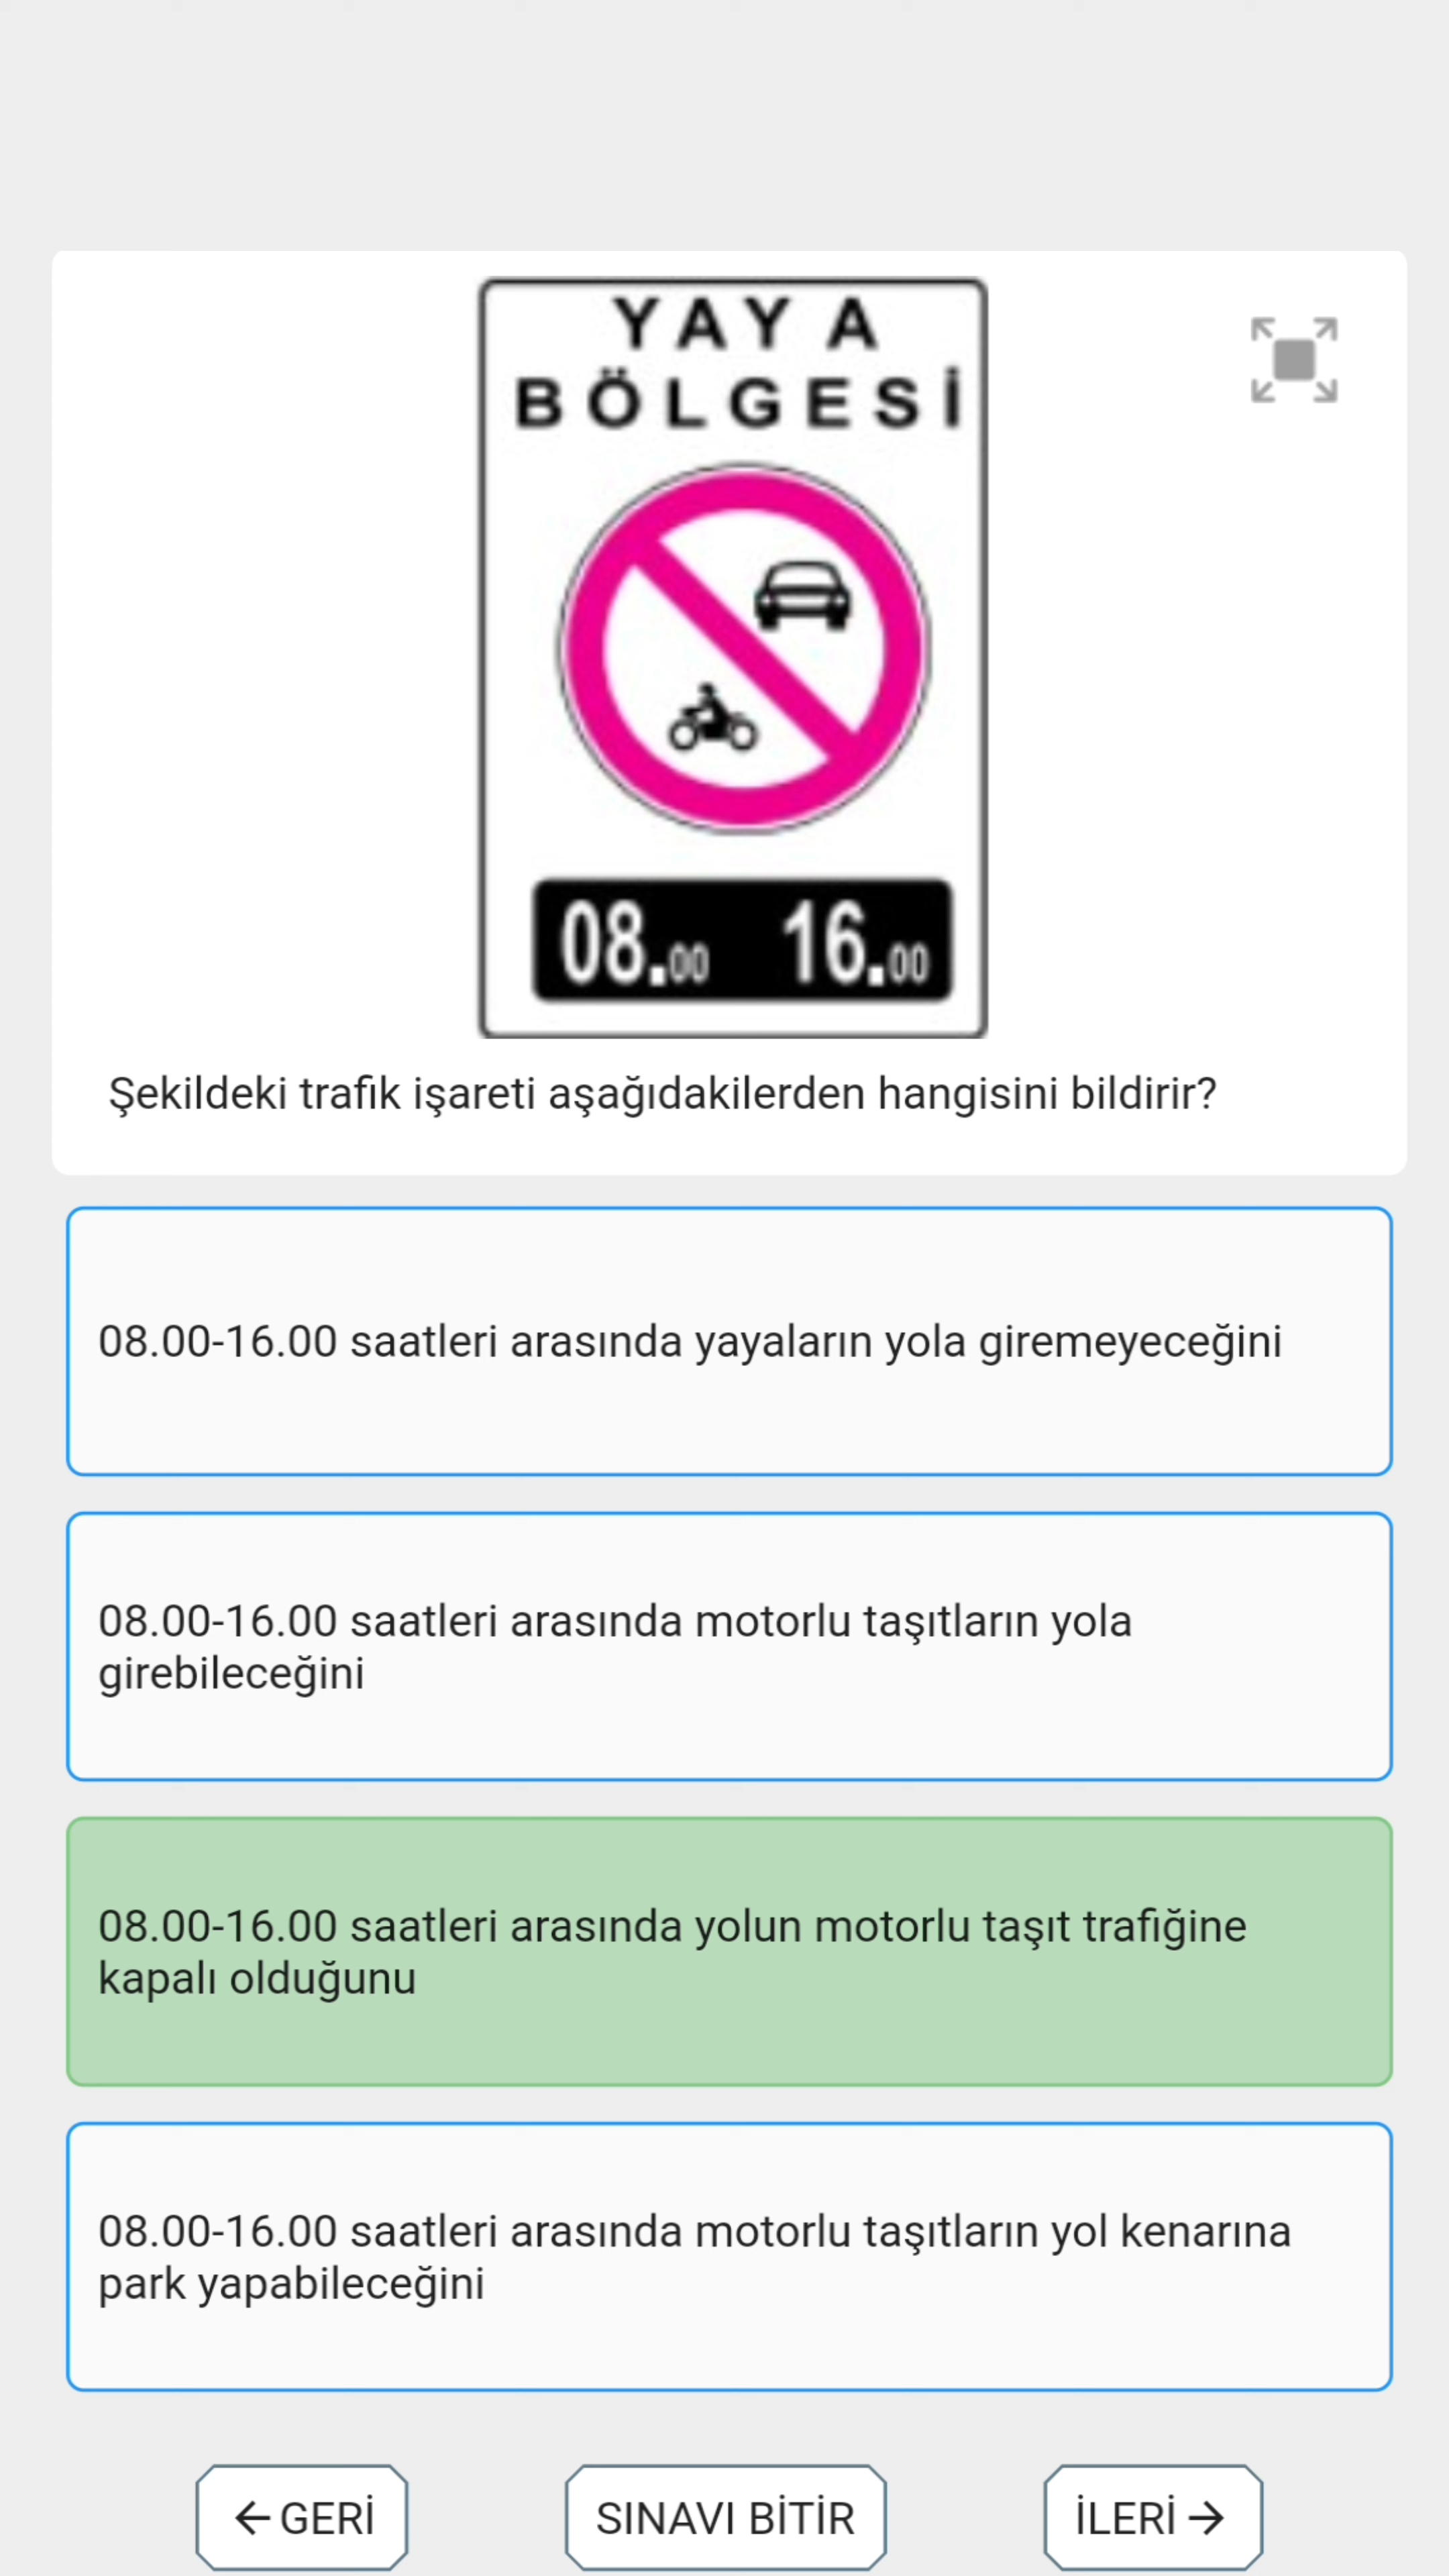 YAYA
BÖLGESİ
08.00 16.00
Şekildeki trafik işareti aşağıdakilerden hangisini bildirir?
08.00-16.00 saatleri arasında yayaların yola giremeyeceğini
08.00-16.00 saatleri arasında motorlu taşıtların yola
girebileceğini
08.00-16.00 saatleri arasında yolun motorlu taşıt trafiğine
kapalı olduğunu
08.00-16.00 saatleri arasında motorlu taşıtların yol kenarına
park yapabileceğini
← GERİ
SINAVI BİTİR
İLERİ →